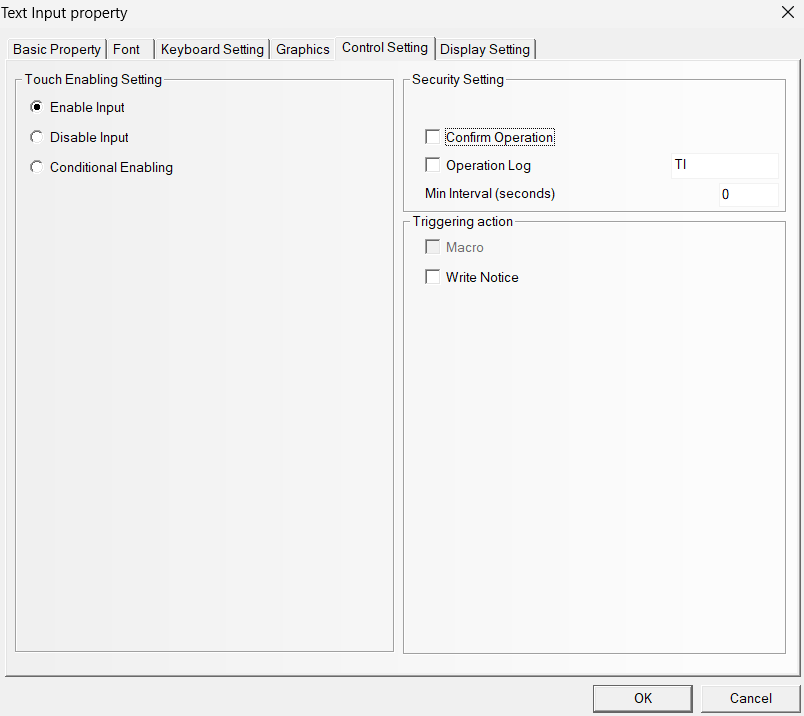 Text Input property
Basic Property Font Keyboard Setting Graphics Control Setting Display Setting
Touch Enabling Setting
Enable Input
Disable Input
Conditional Enabling
Security Setting
Confirm Operation
Operation Log TI
Min Interval (seconds) 0
Triggering action
Macro
Write Notice
OK Cancel